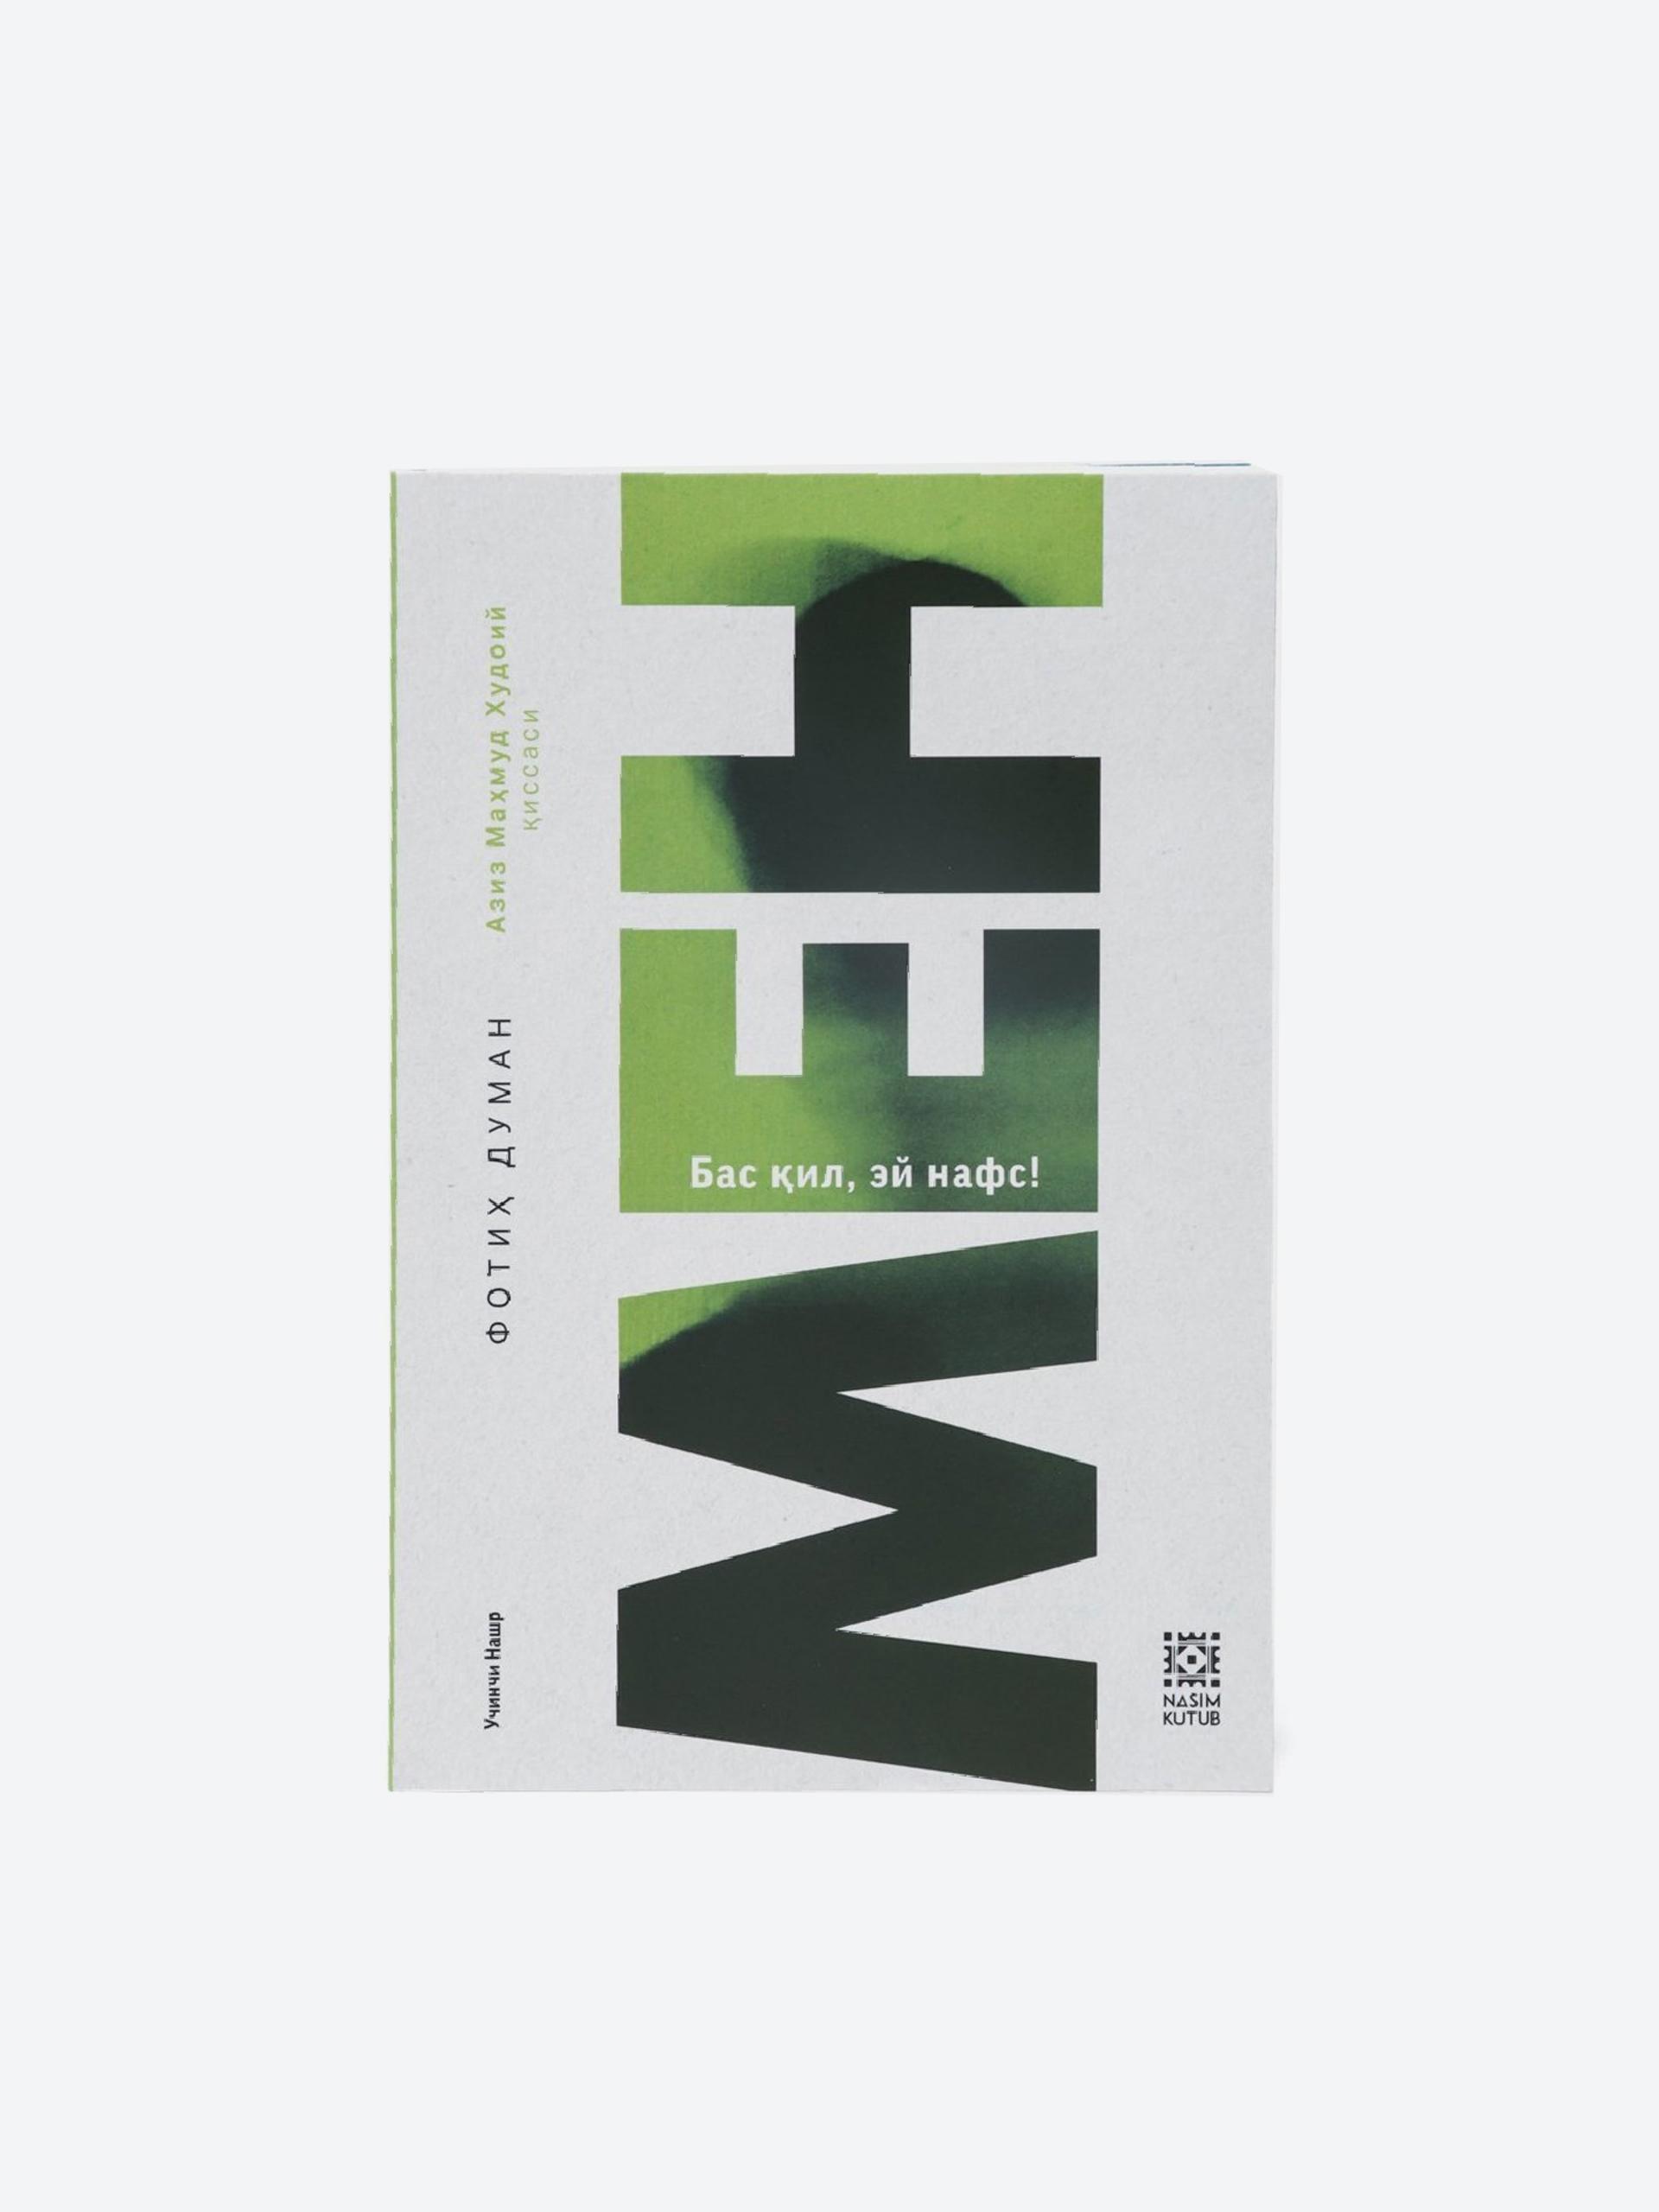 Учинчи Нашр
ФОТИҲ ДУМАН
Азиз Маҳмуд Худоий
қиссаси
МЕН
Бас қил, эй нафс!
NASIM
KUTUB